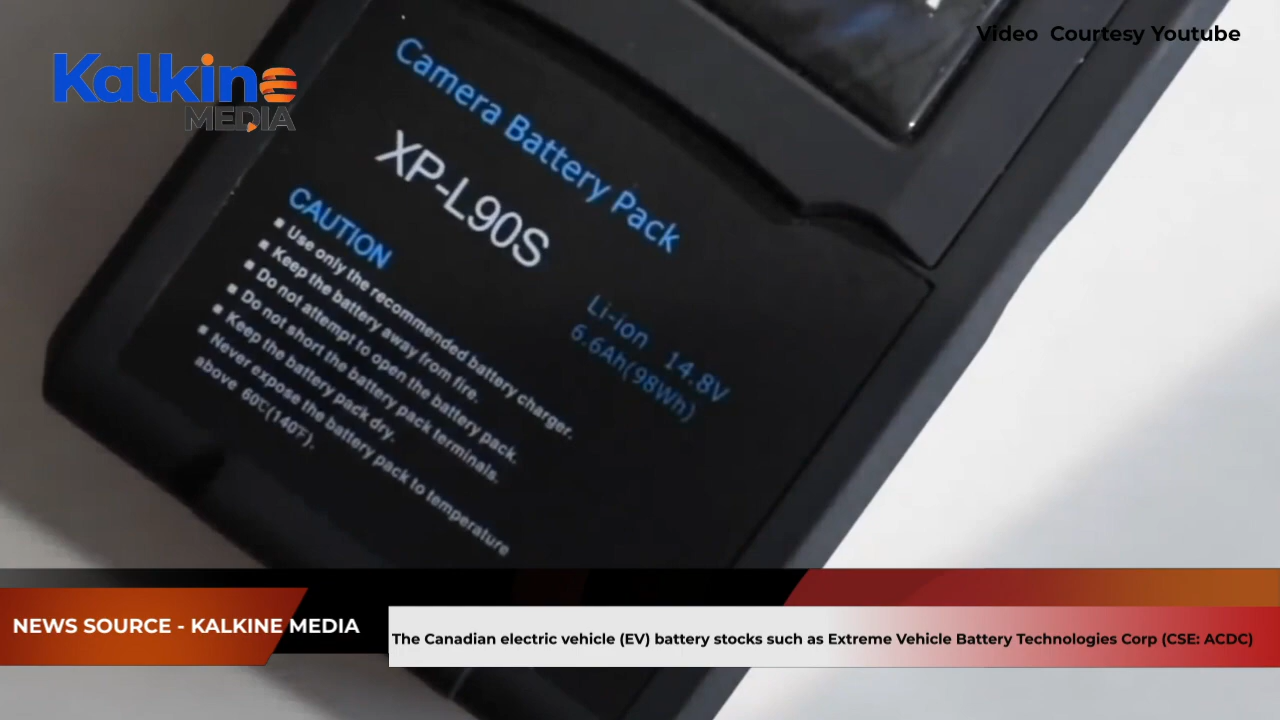 Video Courtesy Youtube
Kalkine
MEDIA
Camera Battery Pack
XP-L90S
CAUTION
▪ Use only the recommended battery charger.
▪ Keep the battery away from fire.
▪ Do not attempt to open the battery pack.
▪ Do not short the battery pack terminals.
▪ Keep the battery pack dry.
▪ Never expose the battery pack to temperature
above 60℃(140℉).
Li-ion 14.8V
6.6Ah(98Wh)
NEWS SOURCE - KALKINE MEDIA
The Canadian electric vehicle (EV) battery stocks such as Extreme Vehicle Battery Technologies Corp (CSE: ACDC)